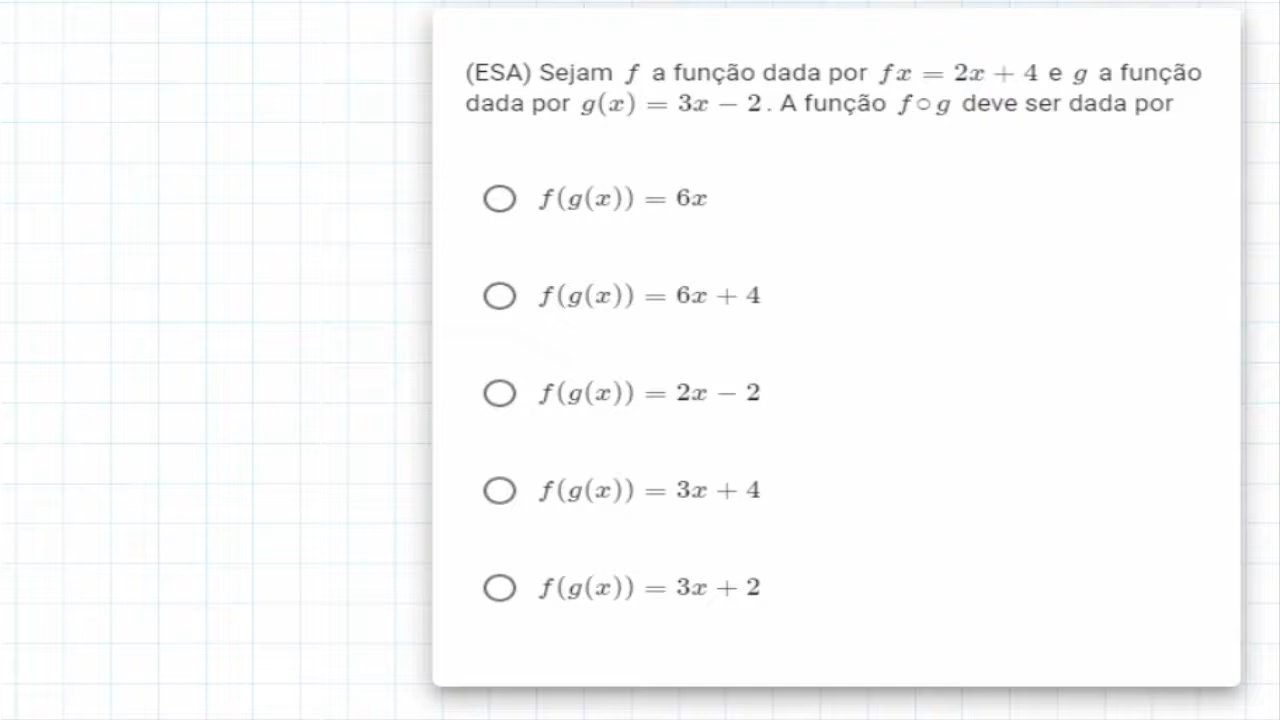 (ESA) Sejam f a função dada por fx = 2x + 4 e g a função
dada por g(x) = 3x − 2. A função f∘g deve ser dada por
f(g(x)) = 6x
f(g(x)) = 6x + 4
f(g(x)) = 2x − 2
f(g(x)) = 3x + 4
f(g(x)) = 3x + 2